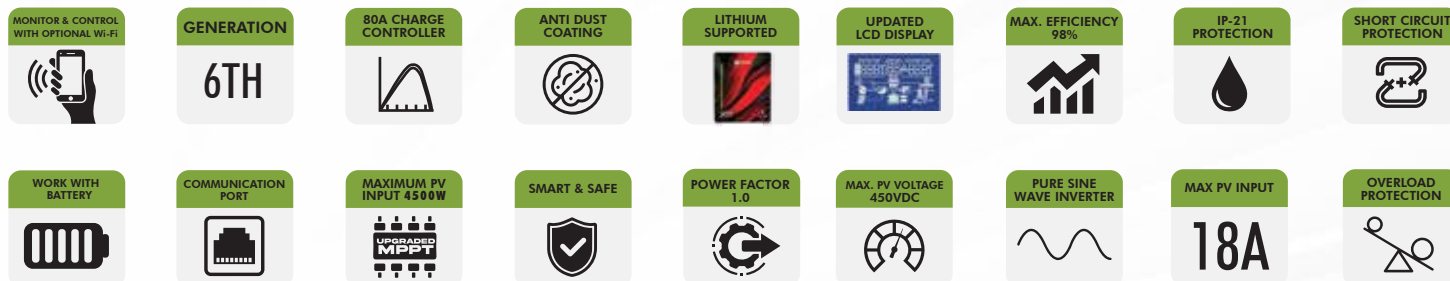 MONITOR & CONTROL
WITH OPTIONAL Wi-Fi
GENERATION
6TH
80A CHARGE
CONTROLLER
ANTI DUST
COATING
LITHIUM
SUPPORTED
UPDATED
LCD DISPLAY
MAX. EFFICIENCY
98%
IP-21
PROTECTION
SHORT CIRCUIT
PROTECTION
WORK WITH
BATTERY
COMMUNICATION
PORT
MAXIMUM PV
INPUT 4500W
UPGRADED
MPPT
SMART & SAFE
POWER FACTOR
1.0
MAX. PV VOLTAGE
450VDC
PURE SINE
WAVE INVERTER
MAX PV INPUT
18A
OVERLOAD
PROTECTION